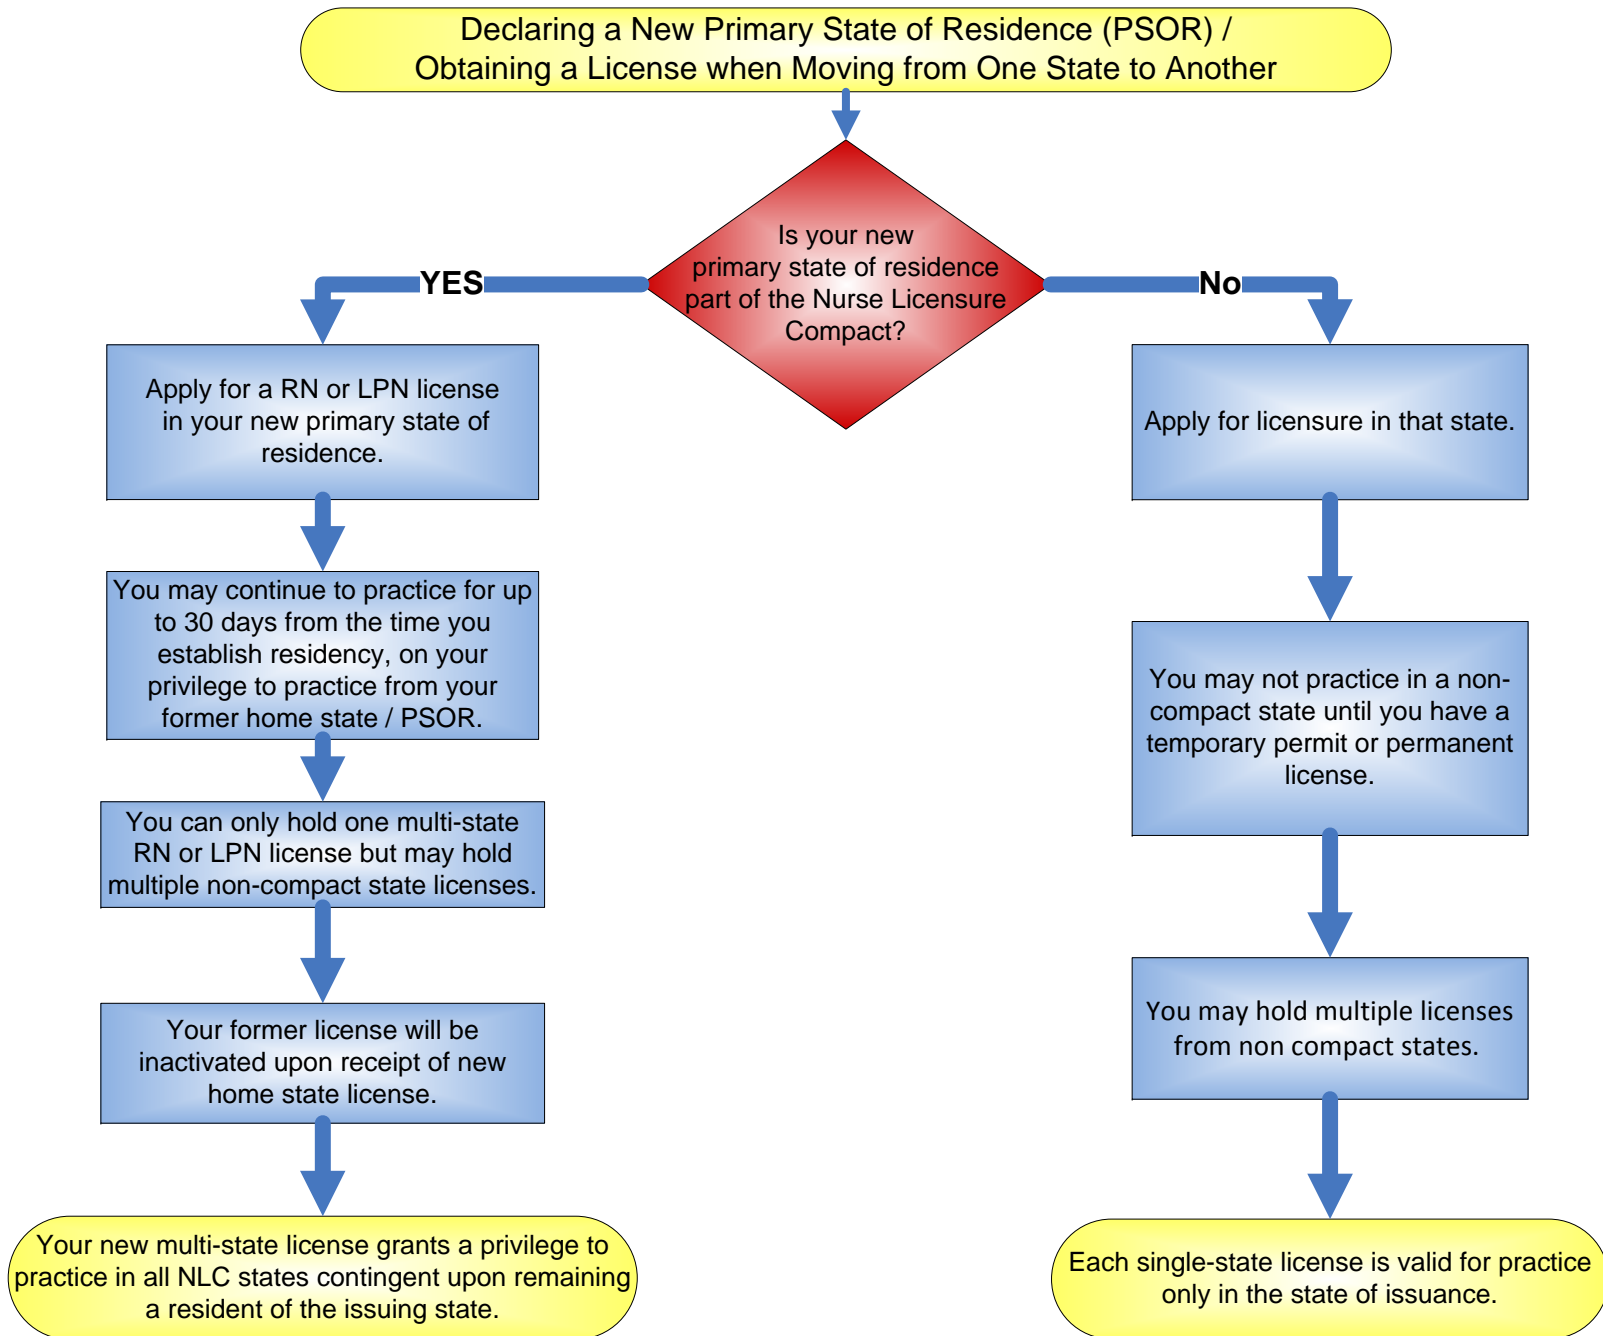 Declaring a New Primary State of Residence (PSOR) /
Obtaining a License when Moving from One State to Another
Is your new
primary state of residence
part of the Nurse Licensure
Compact?
YES
No
Apply for a RN or LPN license
in your new primary state of
residence.
You may continue to practice for up
to 30 days from the time you
establish residency, on your
privilege to practice from your
former home state / PSOR.
You can only hold one multi-state
RN or LPN license but may hold
multiple non-compact state licenses.
Your former license will be
inactivated upon receipt of new
home state license.
Your new multi-state license grants a privilege to
practice in all NLC states contingent upon remaining
a resident of the issuing state.
Apply for licensure in that state.
You may not practice in a non-
compact state until you have a
temporary permit or permanent
license.
You may hold multiple licenses
from non compact states.
Each single-state license is valid for practice
only in the state of issuance.